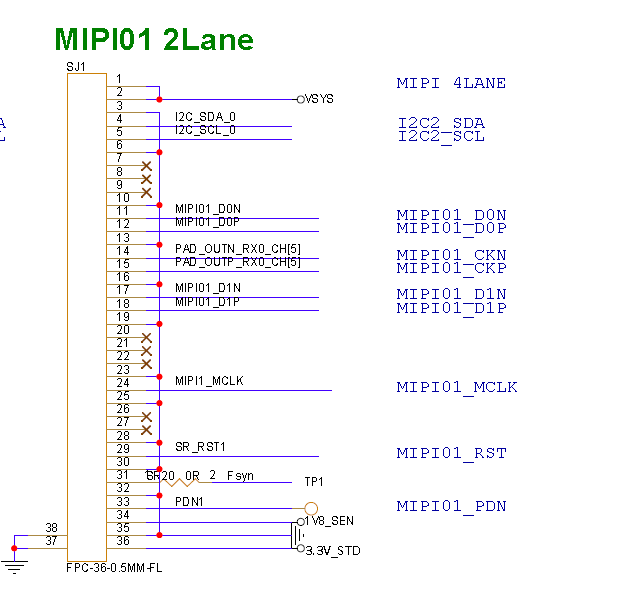 MIPI01 2Lane
SJ1
1
MIPI 4LANE
2
VSYS
3
4 I2C_SDA_0 I2C2_SDA
5 I2C_SCL_0 I2C2_SCL
6
7
8
9
10
11 MIPI01_D0N MIPI01_D0N
12 MIPI01_D0P MIPI01_D0P
13
14 PAD_OUTN_RX0_CH[5] MIPI01_CKN
15 PAD_OUTP_RX0_CH[5] MIPI01_CKP
16
17 MIPI01_D1N MIPI01_D1N
18 MIPI01_D1P MIPI01_D1P
19
20
21
22
23
24 MIPI1_MCLK MIPI01_MCLK
25
26
27
28
29 SR_RST1 MIPI01_RST
30
31 1 SR20 0R 2 Fsyn
TP1
32
33 PDN1 MIPI01_PDN
34 1V8_SEN
38 35
37 36 3.3V_STD
FPC-36-0.5MM-FL